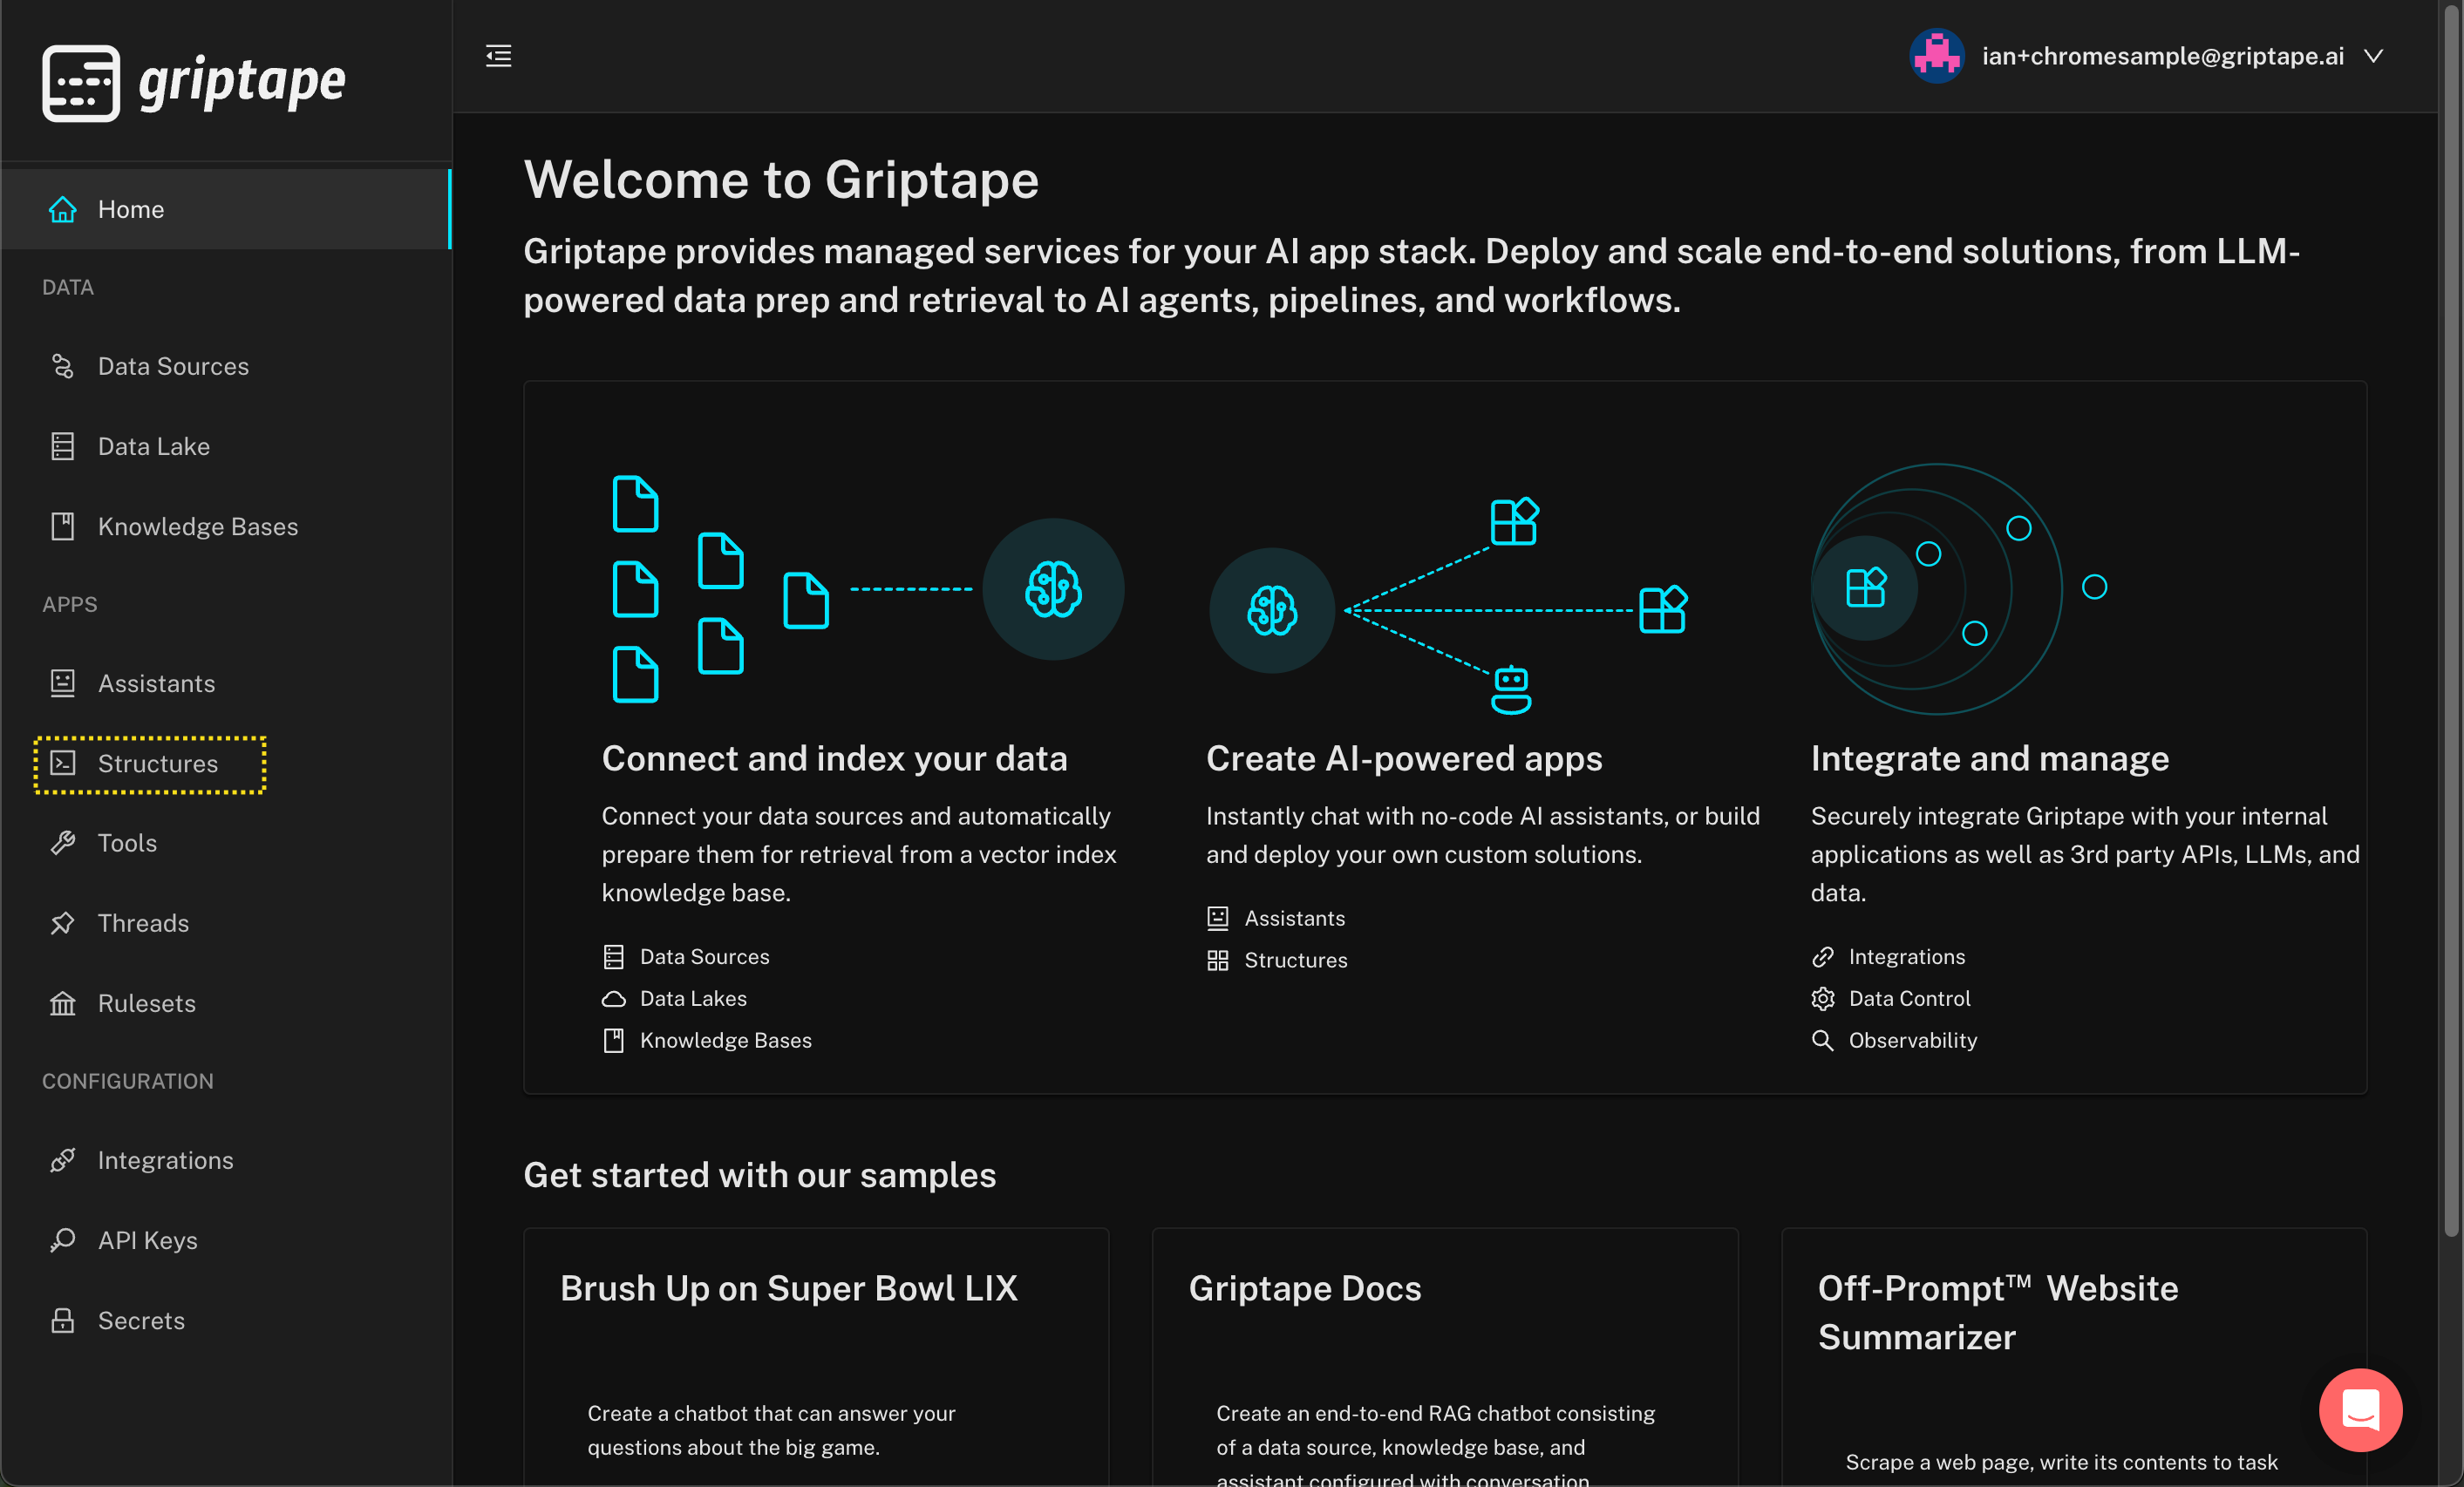 griptape
ian+chromesample@griptape.ai
Home
DATA
Data Sources
Data Lake
Knowledge Bases
APPS
Assistants
Structures
Tools
Threads
Rulesets
CONFIGURATION
Integrations
API Keys
Secrets
Welcome to Griptape
Griptape provides managed services for your AI app stack. Deploy and scale end-to-end solutions, from LLM-
powered data prep and retrieval to AI agents, pipelines, and workflows.
Connect and index your data
Connect your data sources and automatically
prepare them for retrieval from a vector index
knowledge base.
Data Sources
Data Lakes
Knowledge Bases
Create AI-powered apps
Instantly chat with no-code AI assistants, or build
and deploy your own custom solutions.
Assistants
Structures
Integrate and manage
Securely integrate Griptape with your internal
applications as well as 3rd party APIs, LLMs, and
data.
Integrations
Data Control
Observability
Get started with our samples
Brush Up on Super Bowl LIX
Create a chatbot that can answer your
questions about the big game.
Griptape Docs
Create an end-to-end RAG chatbot consisting
of a data source, knowledge base, and
assistant configured with conversation
Off-Prompt™ Website
Summarizer
Scrape a web page, write its contents to task